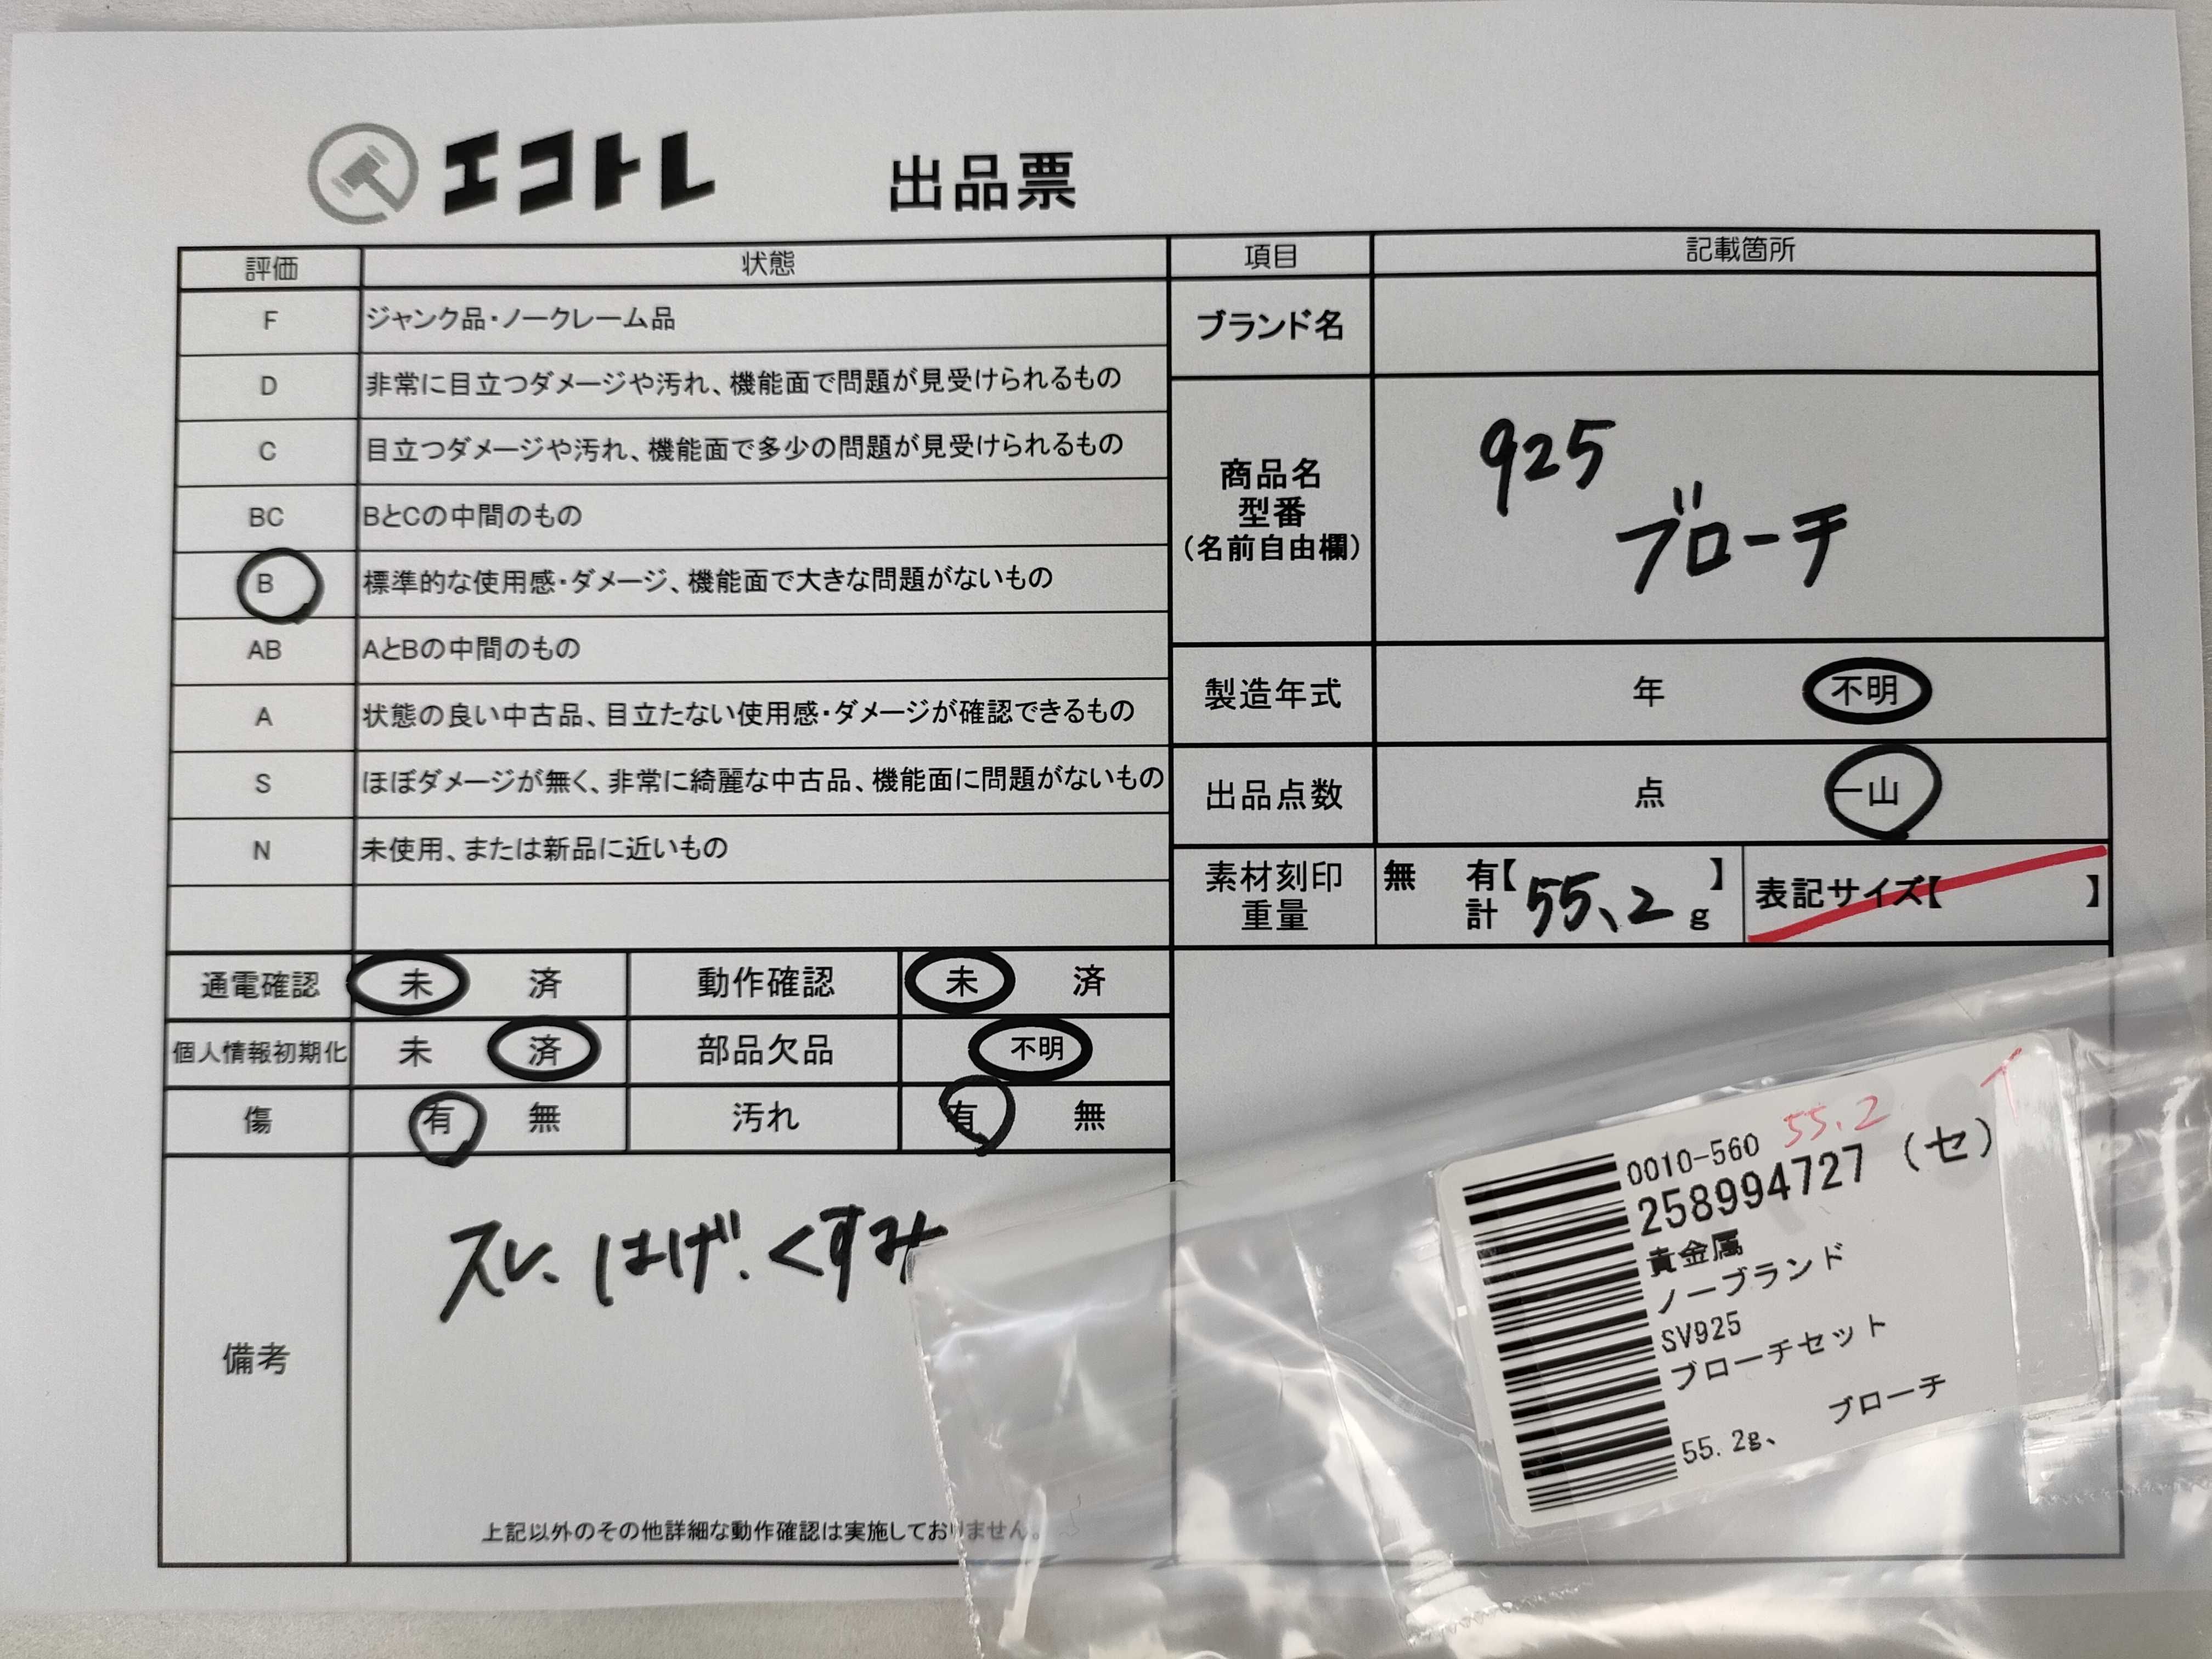 エコトレ 出品票
評価 状態
F ジャンク品・ノークレーム品
D 非常に目立つダメージや汚れ、機能面で問題が見受けられるもの
C 目立つダメージや汚れ、機能面で多少の問題が見受けられるもの
BC BとCの中間のもの
B 標準的な使用感・ダメージ、機能面で大きな問題がないもの
AB AとBの中間のもの
A 状態の良い中古品、目立たない使用感・ダメージが確認できるもの
S ほぼダメージが無く、非常に綺麗な中古品、機能面に問題がないもの
N 未使用、または新品に近いもの
項目 記載箇所
ブランド名
商品名
型番
(名前自由欄)
925
ブローチ
製造年式 年 不明
出品点数 点 一山
素材刻印
重量
無 有【 】
計 55.2 g
表記サイズ【 】
通電確認 未 済 動作確認 未 済
個人情報初期化 未 済 部品欠品 不明
傷 有 無 汚れ 有 無
備考
スレ、はげ、くすみ
上記以外のその他詳細な動作確認は実施しておりません。
0010-560 55.2
258994727 (セ)
貴金属
ノーブランド
SV925
ブローチセット
ブローチ
55.2g、